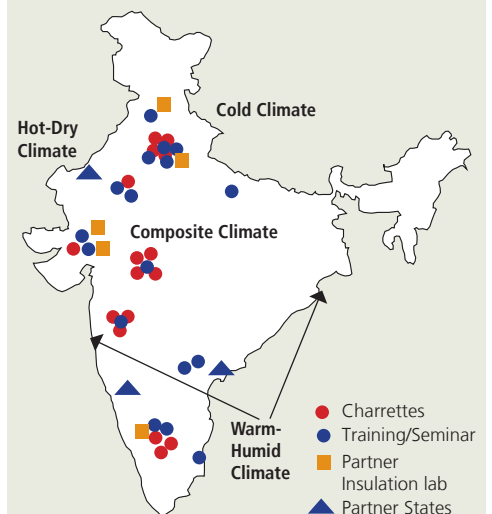 Cold Climate
Hot-Dry
Climate
Composite Climate
Warm-
Humid
Climate
Charrettes
Training/Seminar
Partner
Insulation lab
Partner States